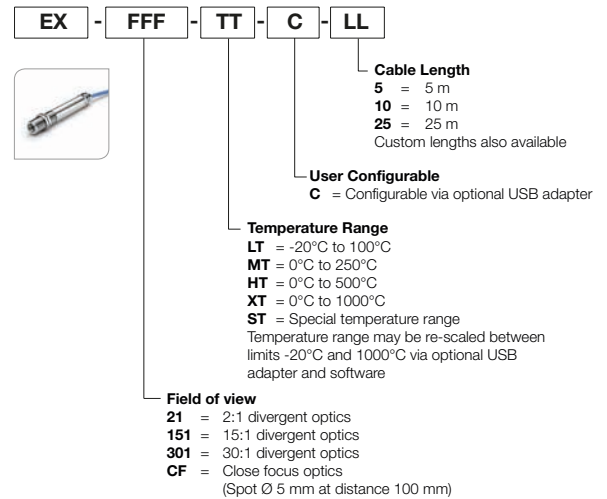 EX - FFF - TT - C - LL
Cable Length
5 = 5 m
10 = 10 m
25 = 25 m
Custom lengths also available
User Configurable
C = Configurable via optional USB adapter
Temperature Range
LT = -20°C to 100°C
MT = 0°C to 250°C
HT = 0°C to 500°C
XT = 0°C to 1000°C
ST = Special temperature range
Temperature range may be re-scaled between
limits -20°C and 1000°C via optional USB
adapter and software
Field of view
21 = 2:1 divergent optics
151 = 15:1 divergent optics
301 = 30:1 divergent optics
CF = Close focus optics
(Spot Ø 5 mm at distance 100 mm)